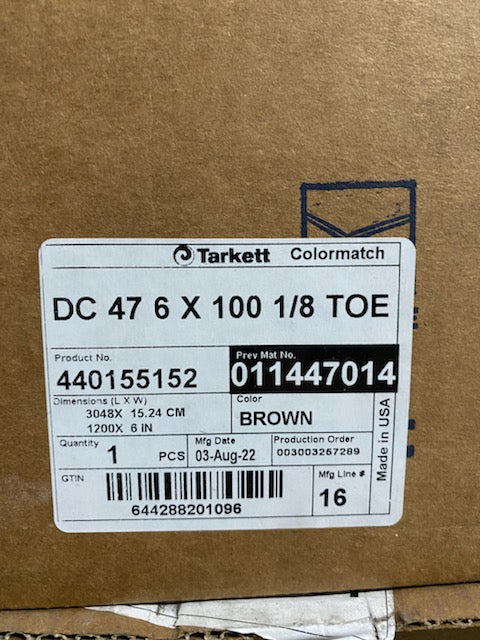 Tarkett Colormatch
DC 47 6 X 100 1/8 TOE
Product No.
440155152
Prev Mat No.
011447014
Dimensions (L X W)
3048X 15.24 CM
1200X 6 IN
Color
BROWN
Made in USA
Quantity
1 PCS
Mfg Date
03-Aug-22
Production Order
003003267289
GTIN
644288201096
Mfg Line #
16